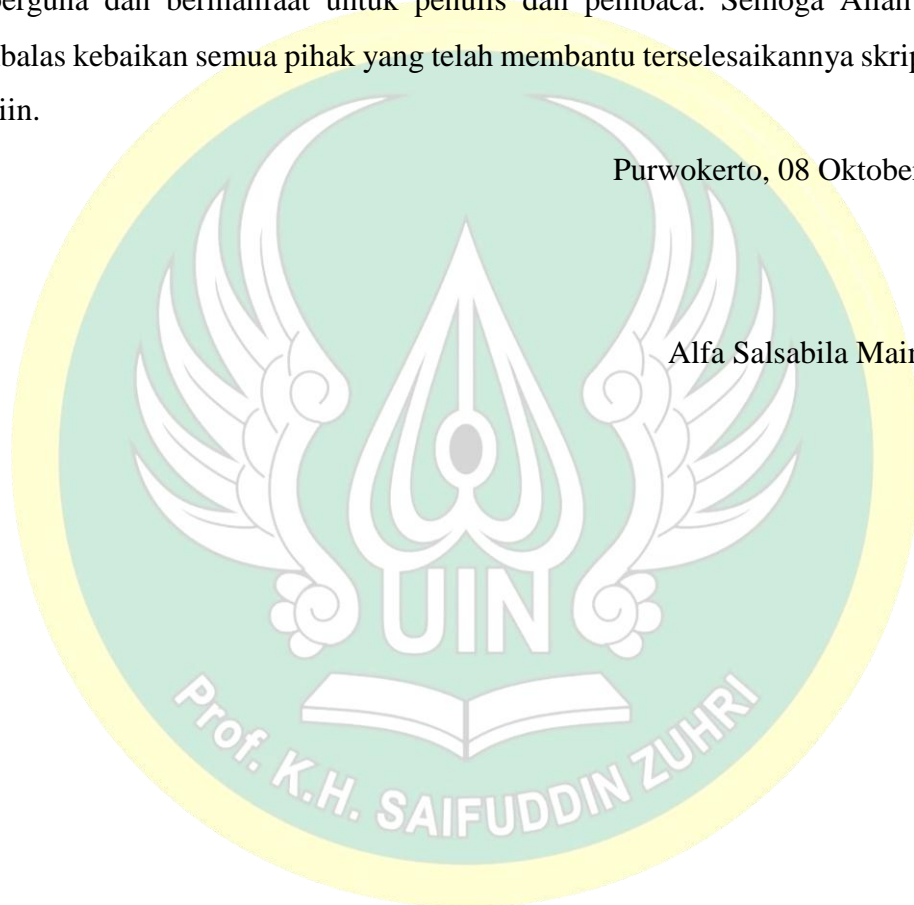 berguna dan bermanfaat untuk penulis dan pembaca. Semoga Allah
balas kebaikan semua pihak yang telah membantu terselesaikannya skrip
iin.
Purwokerto, 08 Oktober
Alfa Salsabila Mair
UIN
Prof. K.H. SAIFUDDIN ZUHRI